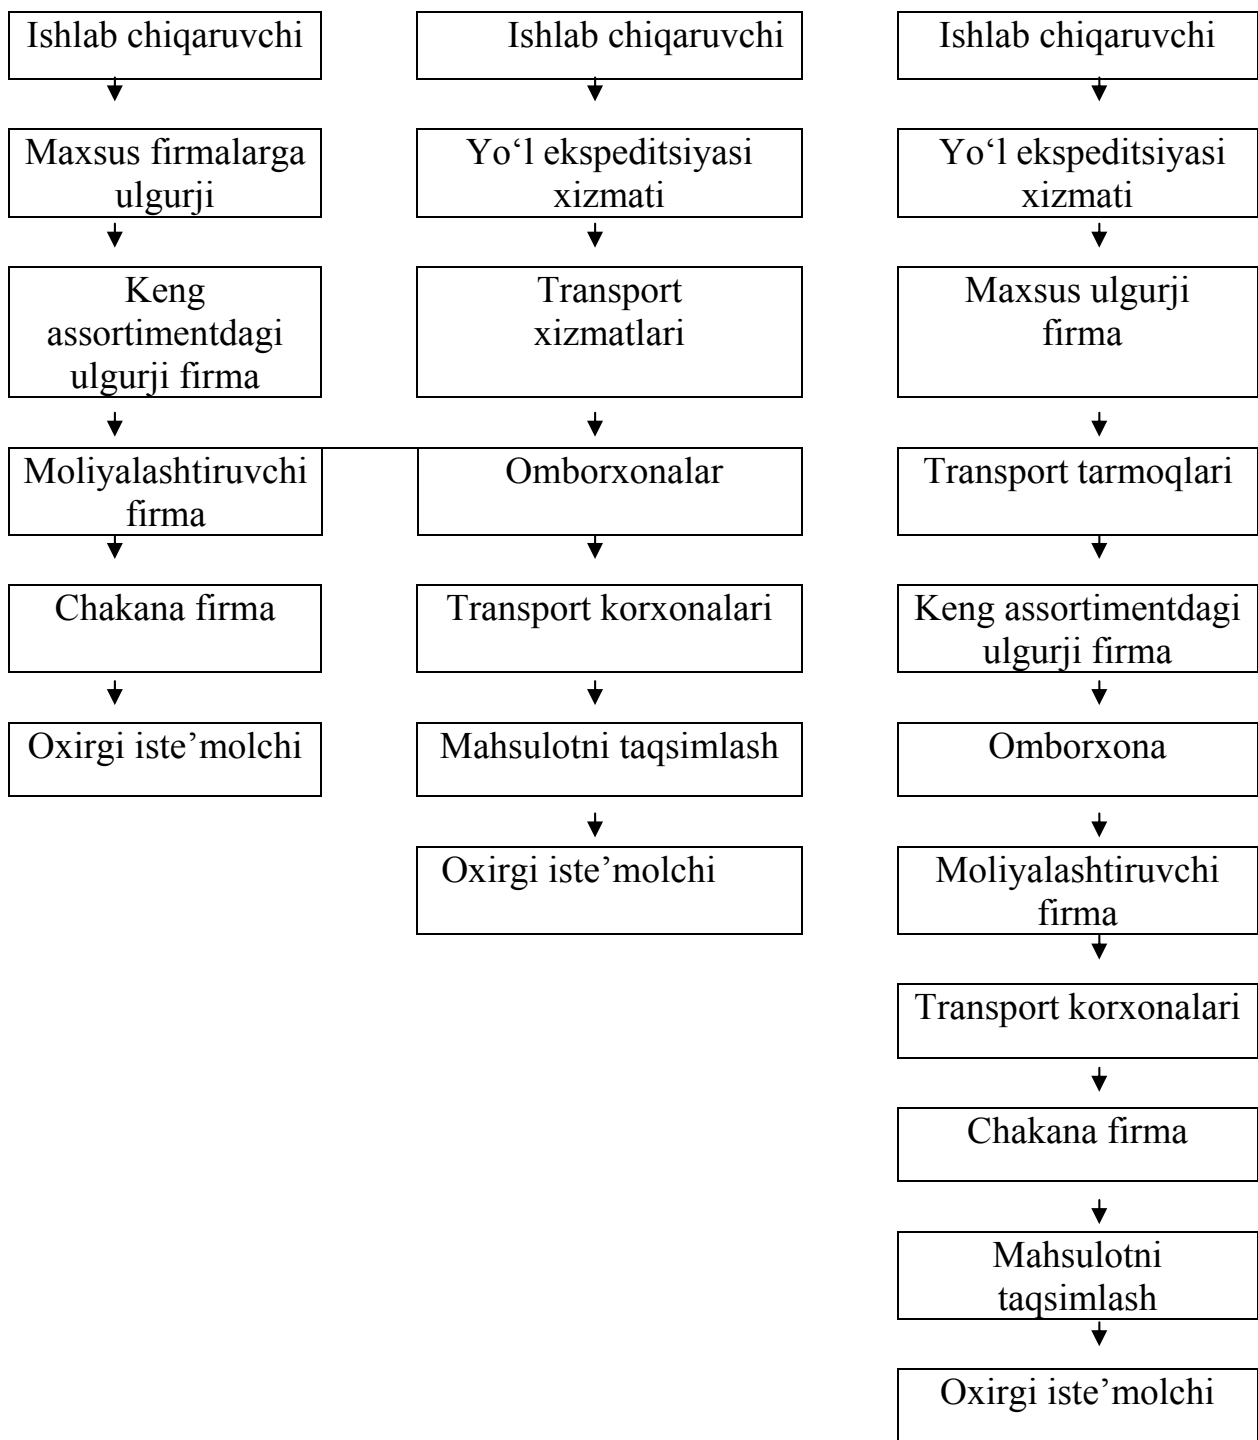 Ishlab chiqaruvchi
Maxsus firmalarga
ulgurji
Keng
assortimentdagi
ulgurji firma
Moliyalashtiruvchi
firma
Chakana firma
Oxirgi iste’molchi
Ishlab chiqaruvchi
Yo‘l ekspeditsiyasi
xizmati
Transport
xizmatlari
Omborxonalar
Transport korxonalari
Mahsulotni taqsimlash
Oxirgi iste’molchi
Ishlab chiqaruvchi
Yo‘l ekspeditsiyasi
xizmati
Maxsus ulgurji
firma
Transport tarmoqlari
Keng assortimentdagi
ulgurji firma
Omborxona
Moliyalashtiruvchi
firma
Transport korxonalari
Chakana firma
Mahsulotni
taqsimlash
Oxirgi iste’molchi